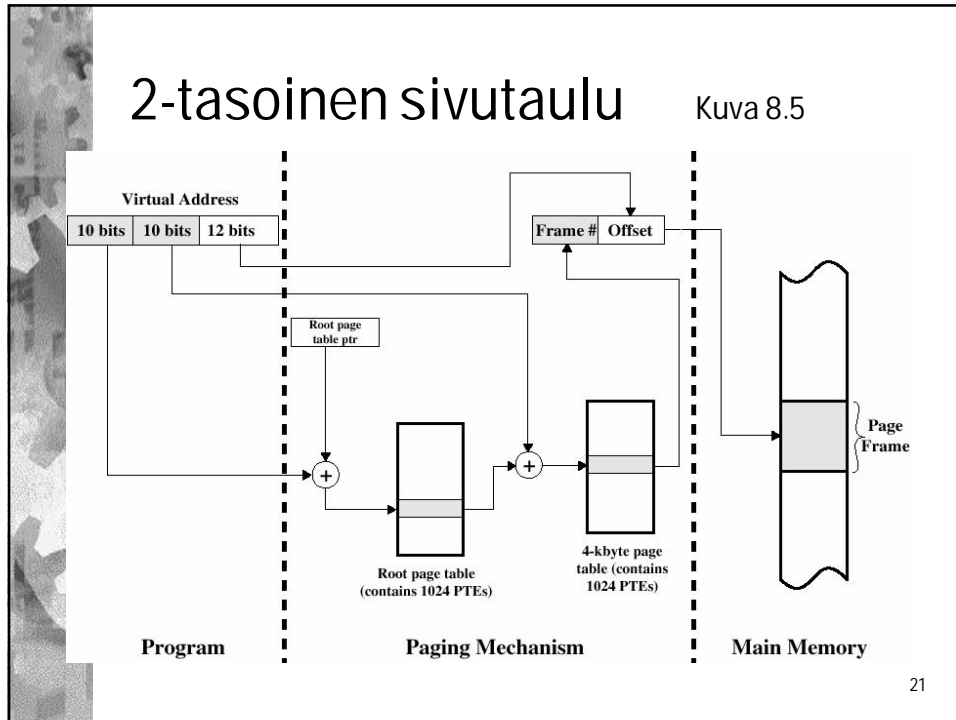 2-tasoinen sivutaulu
Kuva 8.5
Virtual Address
10 bits 10 bits 12 bits
Frame # Offset
Root page
table ptr
+
+
Page
Frame
Root page table
(contains 1024 PTEs)
4-kbyte page
table (contains
1024 PTEs)
Program
Paging Mechanism
Main Memory
21